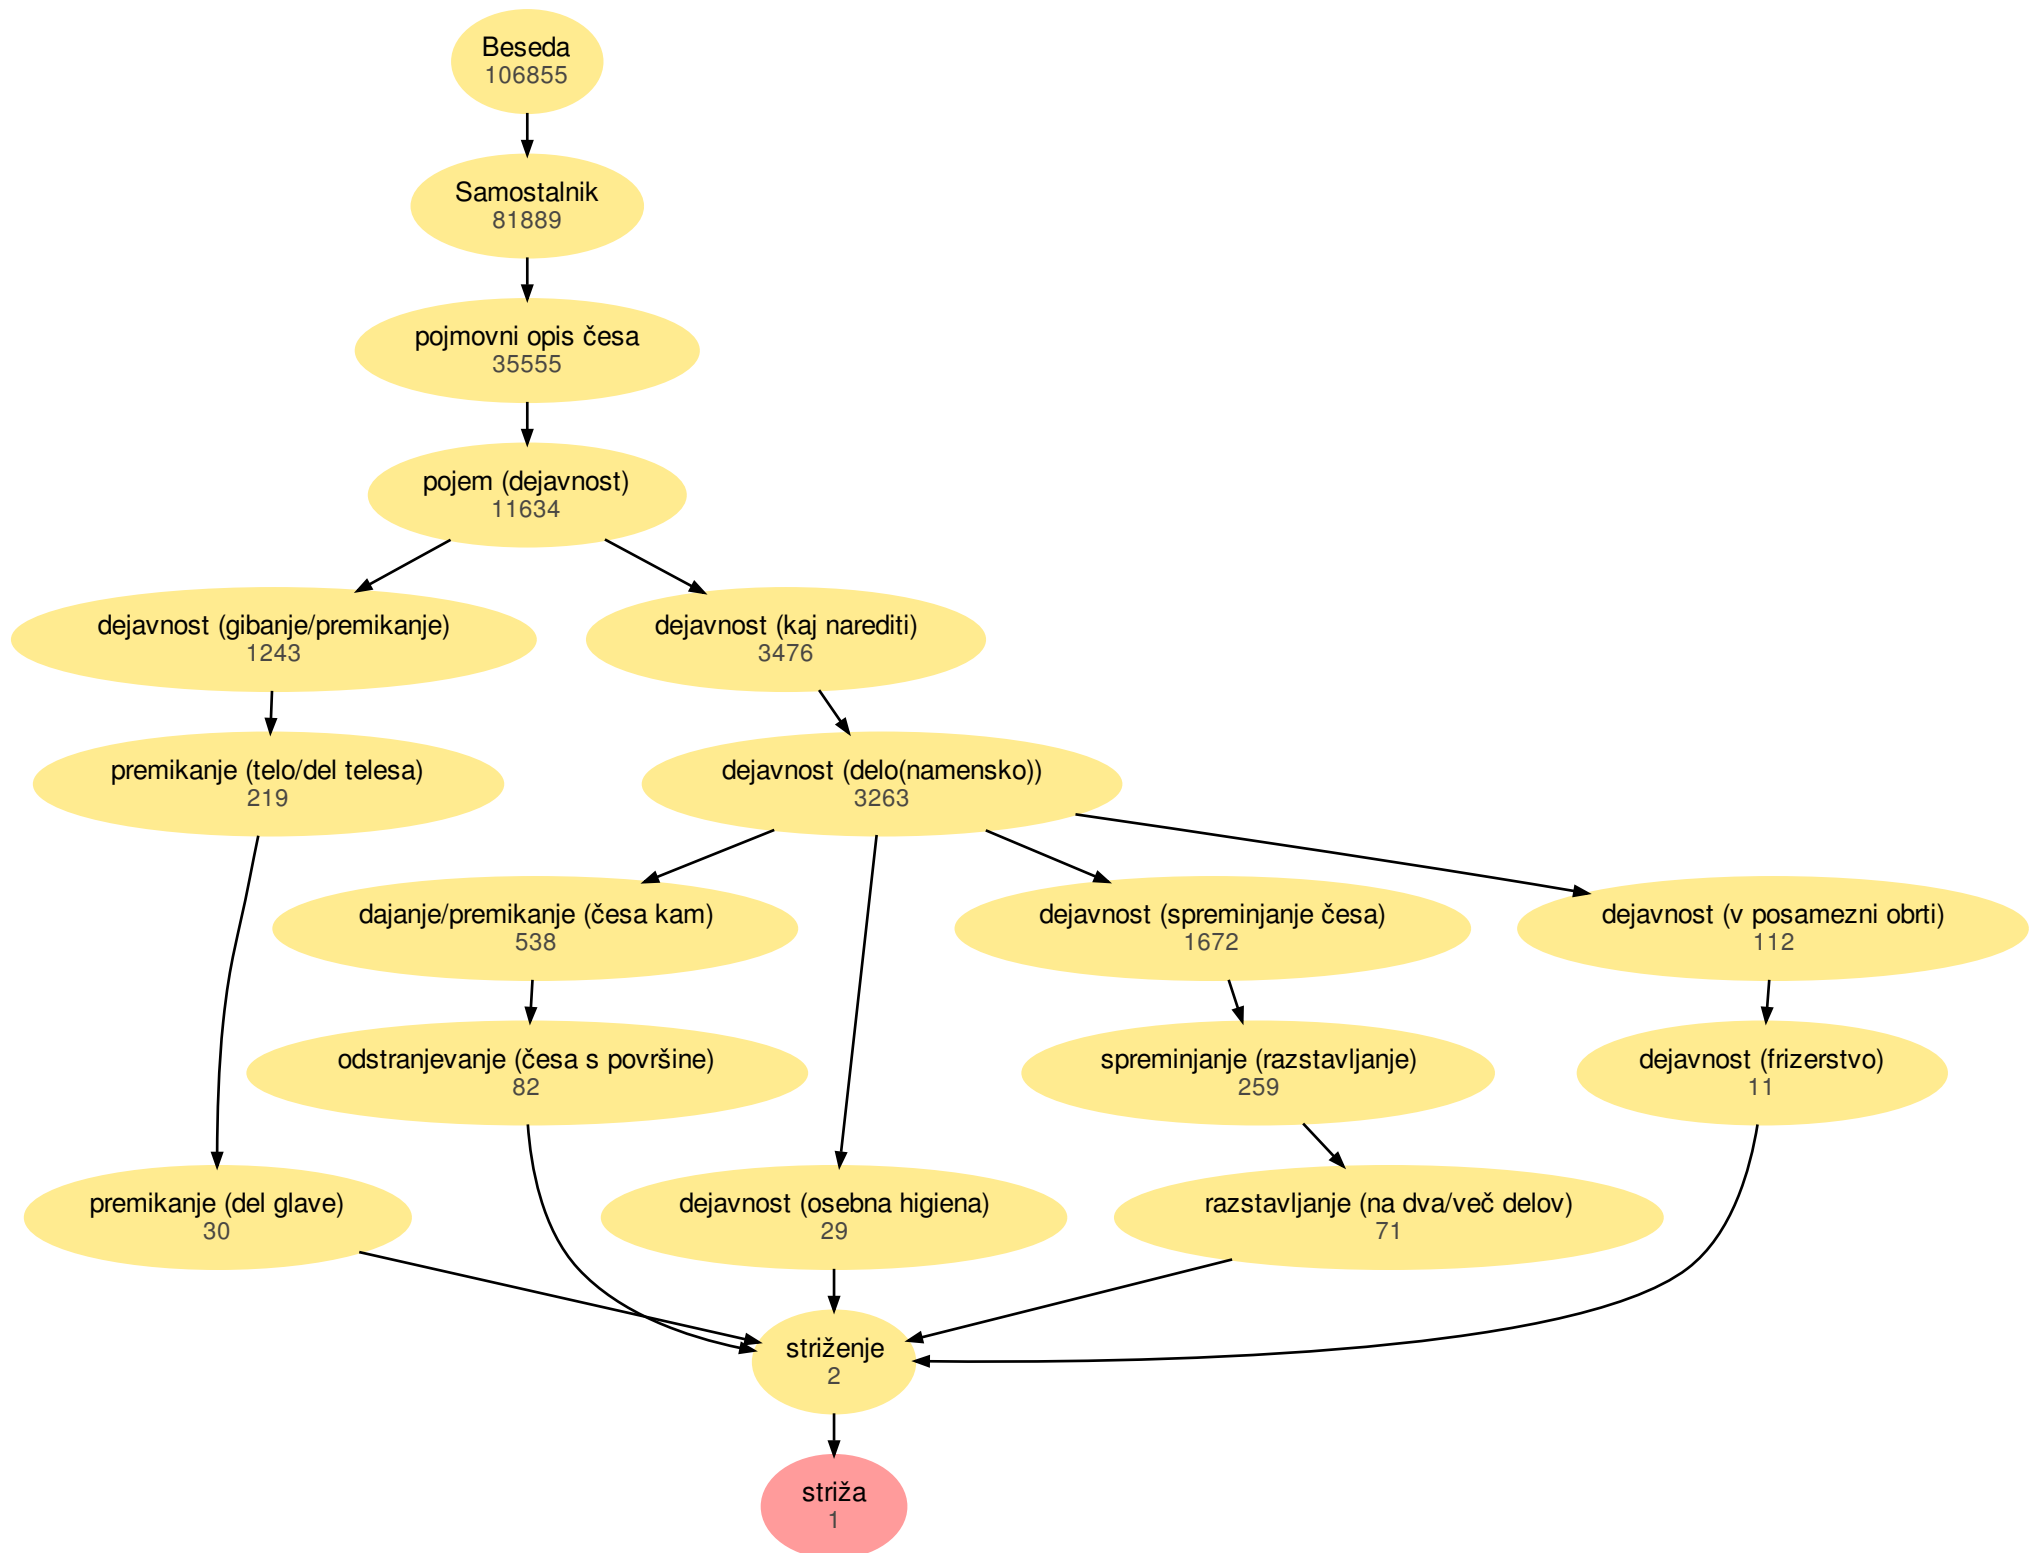 Beseda
106855
Samostalnik
81889
pojmovni opis česa
35555
pojem (dejavnost)
11634
dejavnost (gibanje/premikanje)
1243
dejavnost (kaj narediti)
3476
premikanje (telo/del telesa)
219
dejavnost (delo(namensko))
3263
dajanje/premikanje (česa kam)
538
dejavnost (spreminjanje česa)
1672
dejavnost (v posamezni obrti)
112
odstranjevanje (česa s površine)
82
spreminjanje (razstavljanje)
259
dejavnost (frizerstvo)
11
premikanje (del glave)
30
dejavnost (osebna higiena)
29
razstavljanje (na dva/več delov)
71
striženje
2
striža
1